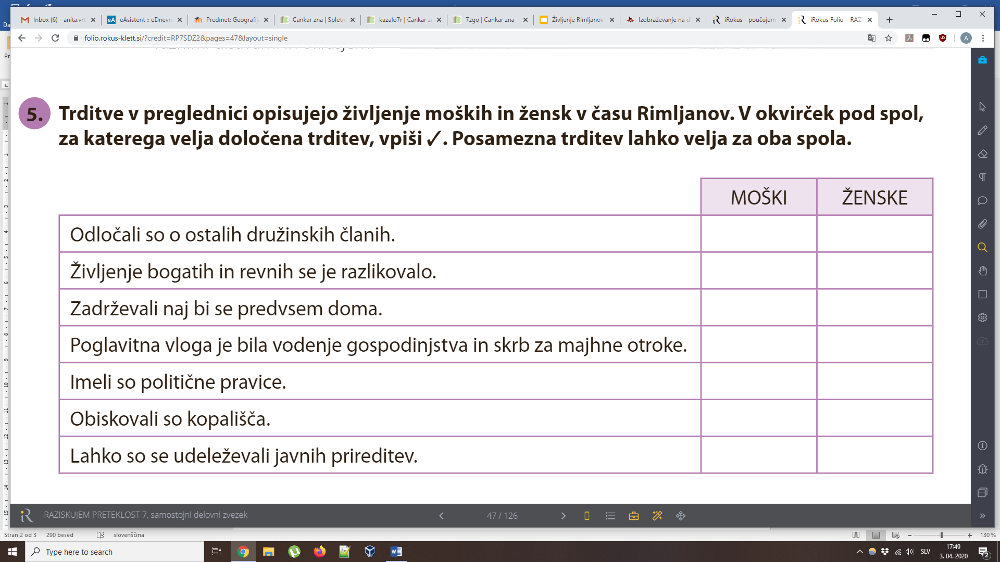 Inbox (6) - anita.vrt
eAsistent :: eDnevn
Predmet: Geografija
Cankar zna | Spletn
kazalo7r | Cankar z
7zgo | Cankar zna
Življenje Rimljanov
Izobraževanje na d
iRokus - poučujem
iRokus Folio – RAZ
folio.rokus-klett.si/?credit=RP7SDZ2&pages=47&layout=single
A
5. Trditve v preglednici opisujejo življenje moških in žensk v času Rimljanov. V okvirček pod spol,
za katerega velja določena trditev, vpiši ✓. Posamezna trditev lahko velja za oba spola.
MOŠKI ŽENSKE
Odločali so o ostalih družinskih članih.
Življenje bogatih in revnih se je razlikovalo.
Zadrževali naj bi se predvsem doma.
Poglavitna vloga je bila vodenje gospodinjstva in skrb za majhne otroke.
Imeli so politične pravice.
Obiskovali so kopališča.
Lahko so se udeleževali javnih prireditev.
iR RAZISKUJEM PRETEKLOST 7, samostojni delovni zvezek
47 / 126
Stran 2 od 3 290 besed slovenščina
130 %
Type here to search
SLV
17:49
3. 04. 2020
2